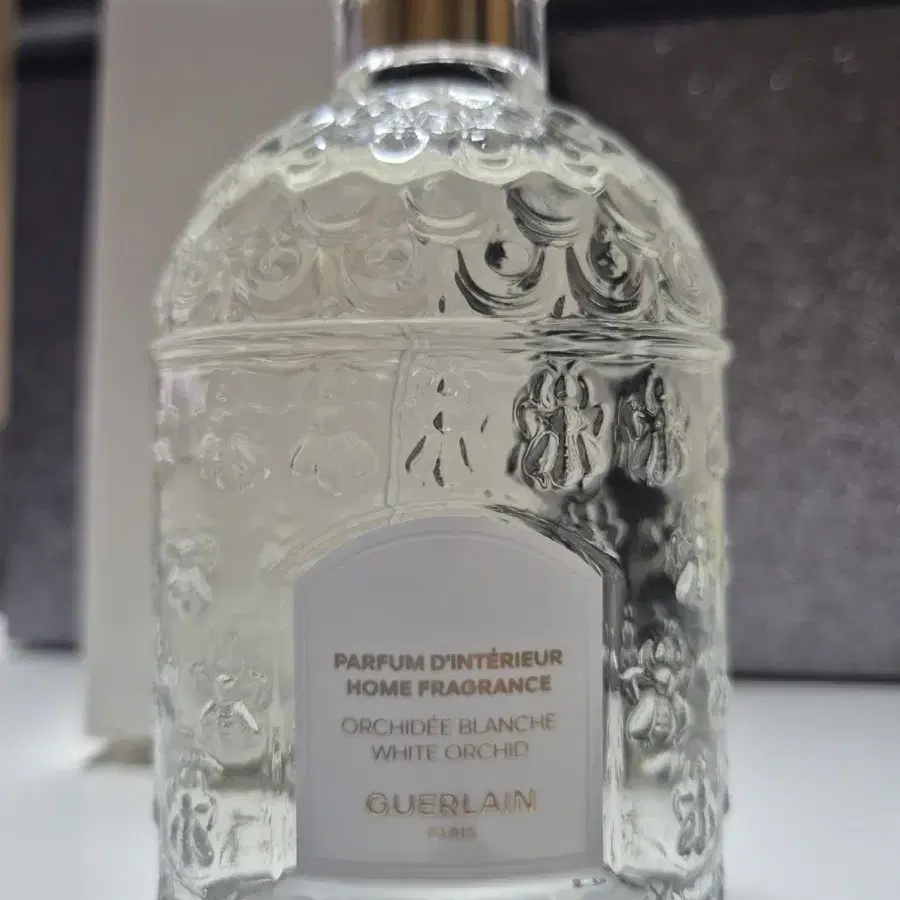 PARFUM D'INTÉRIEUR
HOME FRAGRANCE
ORCHIDÉE BLANCHE
WHITE ORCHID
GUERLAIN
PARIS